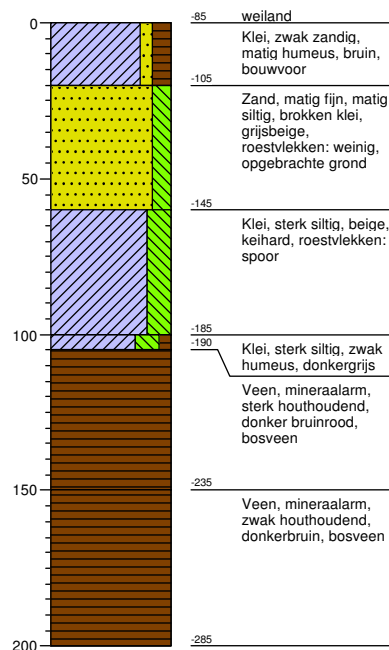 0
50
100
150
200
-85
weiland
Klei, zwak zandig,
matig humeus, bruin,
bouwvoor
-105
Zand, matig fijn, matig
siltig, brokken klei,
grijsbeige,
roestvlekken: weinig,
opgebrachte grond
-145
Klei, sterk siltig, beige,
keihard, roestvlekken:
spoor
-185
-190
Klei, sterk siltig, zwak
humeus, donkergrijs
Veen, mineraalarm,
sterk houthoudend,
donker bruinrood,
bosveen
-235
Veen, mineraalarm,
zwak houthoudend,
donkerbruin, bosveen
-285